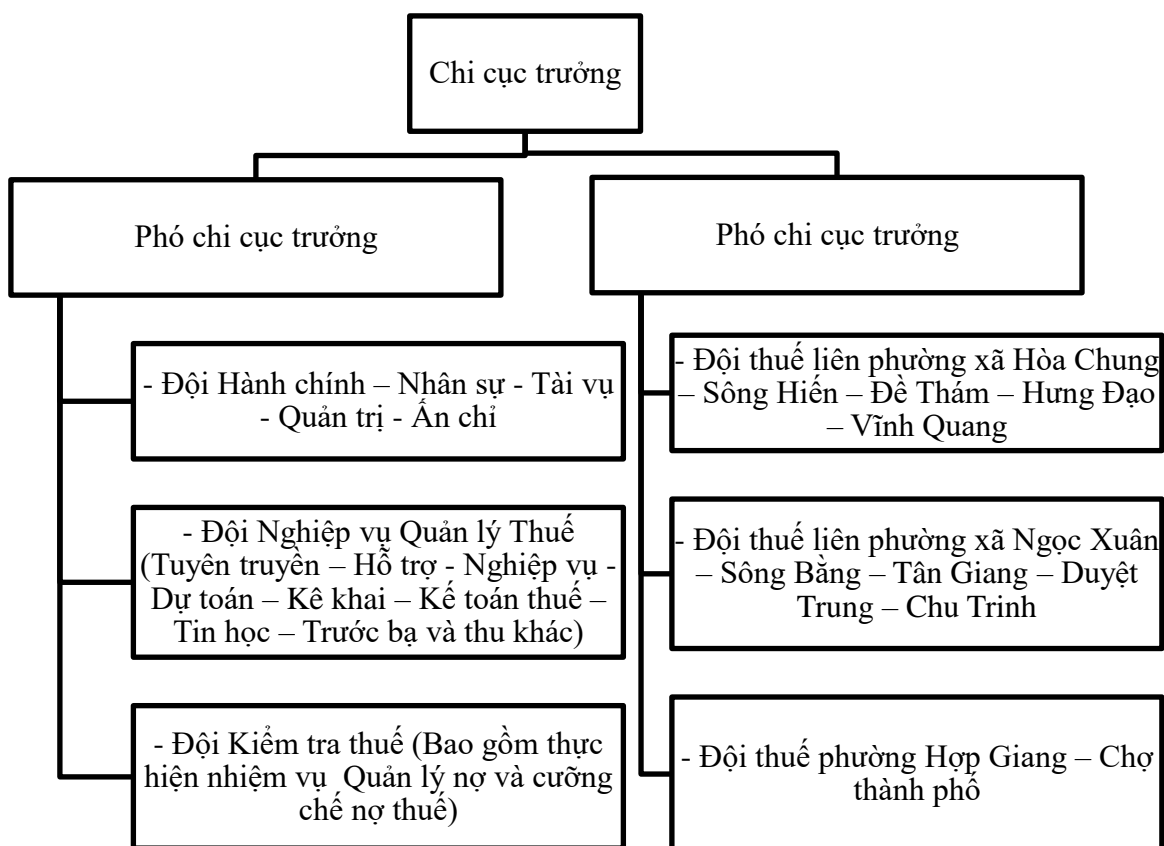 Chi cục trưởng
Phó chi cục trưởng
- Đội Hành chính – Nhân sự - Tài vụ
- Quản trị - Ấn chỉ
- Đội Nghiệp vụ Quản lý Thuế
(Tuyên truyền – Hỗ trợ - Nghiệp vụ -
Dự toán – Kê khai – Kế toán thuế –
Tin học – Trước bạ và thu khác)
- Đội Kiểm tra thuế (Bao gồm thực
hiện nhiệm vụ  Quản lý nợ và cưỡng
chế nợ thuế)
Phó chi cục trưởng
- Đội thuế liên phường xã Hòa Chung
– Sông Hiến – Đề Thám – Hưng Đạo
– Vĩnh Quang
- Đội thuế liên phường xã Ngọc Xuân
– Sông Bằng – Tân Giang – Duyệt
Trung – Chu Trinh
- Đội thuế phường Hợp Giang – Chợ
thành phố